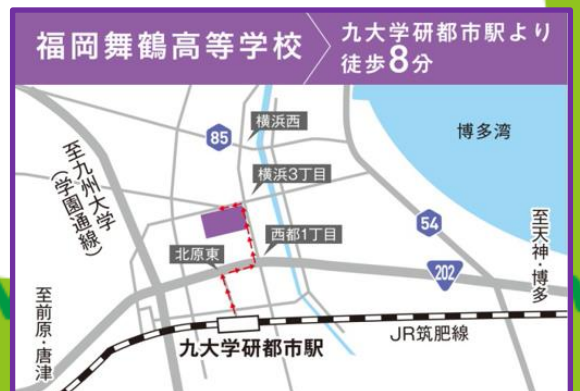 福岡舞鶴高等学校
九大学研都市駅より
徒歩8分
横浜西
85
博多湾
至九州大学
(学園通線)
横浜3丁目
54
西都1丁目
至天神・博多
北原東
202
至前原・唐津
JR筑肥線
九大学研都市駅